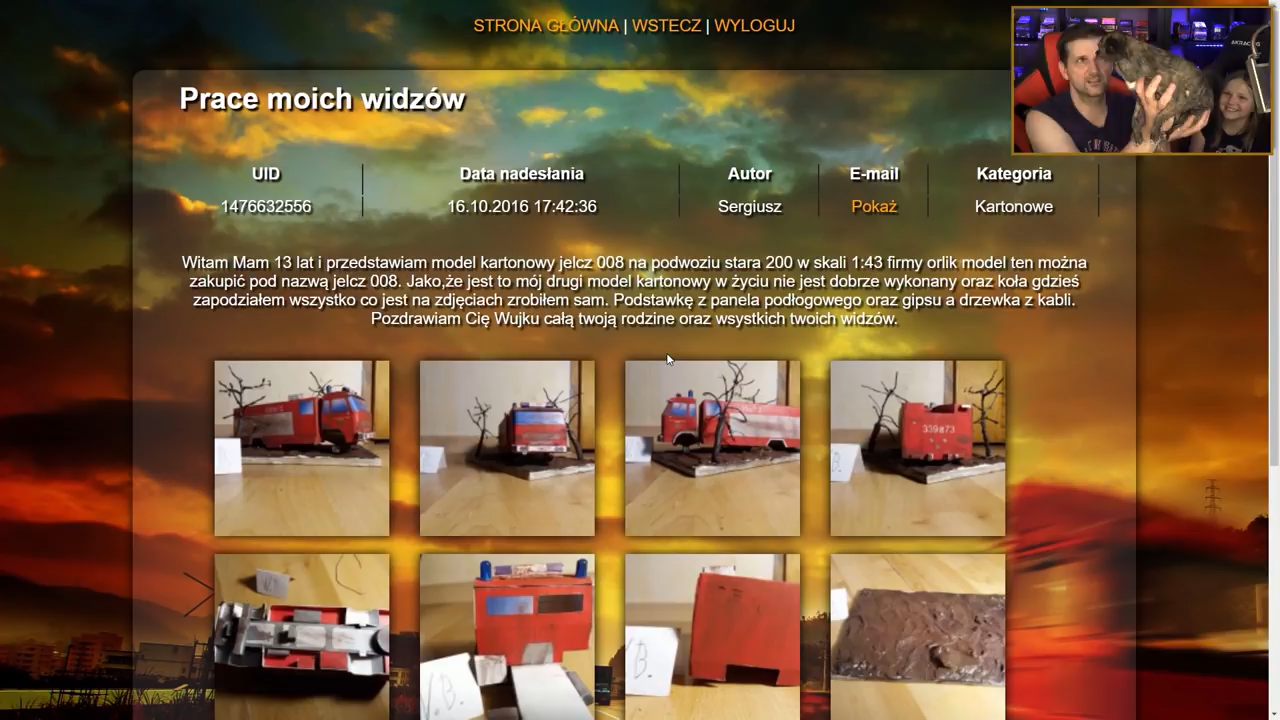 STRONA GŁÓWNA | WSTECZ | WYLOGUJ
AKRACING
Prace moich widzów
UID Data nadesłania Autor E-mail Kategoria
1476632556 16.10.2016 17:42:36 Sergiusz Pokaż Kartonowe
Witam Mam 13 lat i przedstawiam model kartonowy jelcz 008 na podwoziu stara 200 w skali 1:43 firmy orlik model ten można
zakupić pod nazwą jelcz 008. Jako,że jest to mój drugi model kartonowy w życiu nie jest dobrze wykonany oraz koła gdzieś
zapodziałem wszystko co jest na zdjęciach zrobiłem sam. Podstawkę z panela podłogowego oraz gipsu a drzewka z kabli.
Pozdrawiam Cię Wujku całą twoją rodzine oraz wsystkich twoich widzów.
B.
V.B.
B.